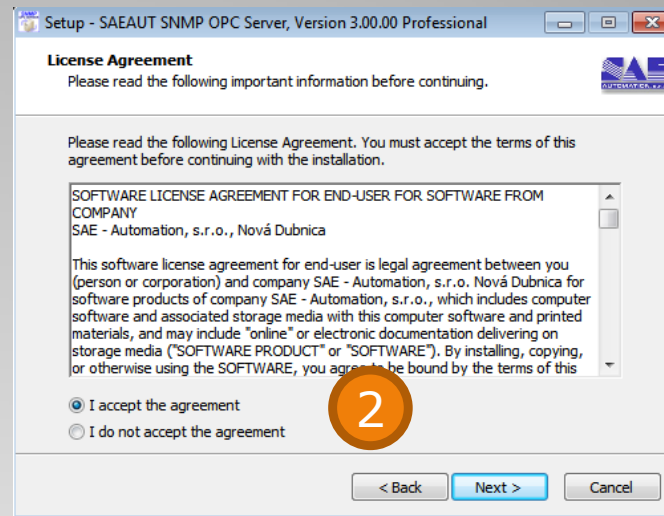 Setup - SAEAUT SNMP OPC Server, Version 3.00.00 Professional
License Agreement
Please read the following important information before continuing.
SAE
AUTOMATION, s.r.o.
Please read the following License Agreement. You must accept the terms of this
agreement before continuing with the installation.
SOFTWARE LICENSE AGREEMENT FOR END-USER FOR SOFTWARE FROM
COMPANY
SAE - Automation, s.r.o., Nová Dubnica
This software license agreement for end-user is legal agreement between you
(person or corporation) and company SAE - Automation, s.r.o. Nová Dubnica for
software products of company SAE - Automation, s.r.o., which includes computer
software and associated storage media with this computer software and printed
materials, and may include "online" or electronic documentation delivering on
storage media ("SOFTWARE PRODUCT" or "SOFTWARE"). By installing, copying,
or otherwise using the SOFTWARE, you agree to be bound by the terms of this
I accept the agreement
I do not accept the agreement
2
< Back
Next >
Cancel